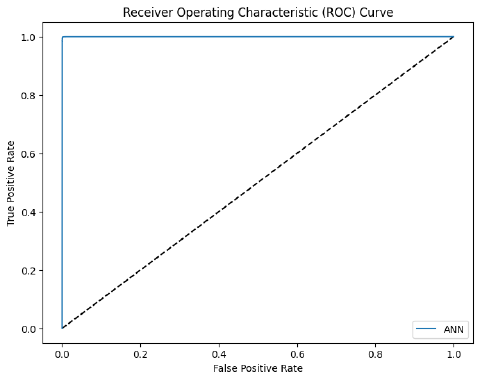 Receiver Operating Characteristic (ROC) Curve
True Positive Rate
1.0
0.8
0.6
0.4
0.2
0.0
ANN
0.0 0.2 0.4 0.6 0.8 1.0
False Positive Rate